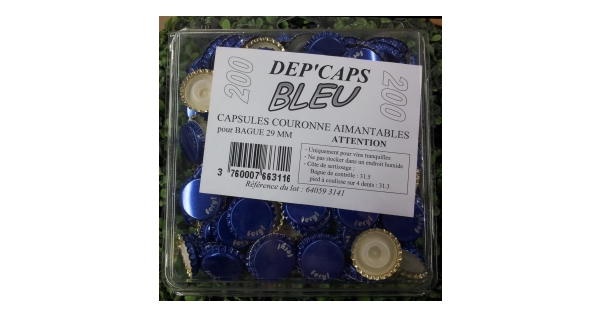 200
DEP'CAPS
BLEU
200
CAPSULES COURONNE AIMANTABLES
pour BAGUE 29 MM
ATTENTION
- Uniquement pour vins tranquilles
- Ne pas stocker dans un endroit humide
- Côte de sertissage :
Bague de contrôle : 31.5
pied à coulisse sur 4 dents : 31.3
3 760007 663116
Référence du lot : 64059 3141